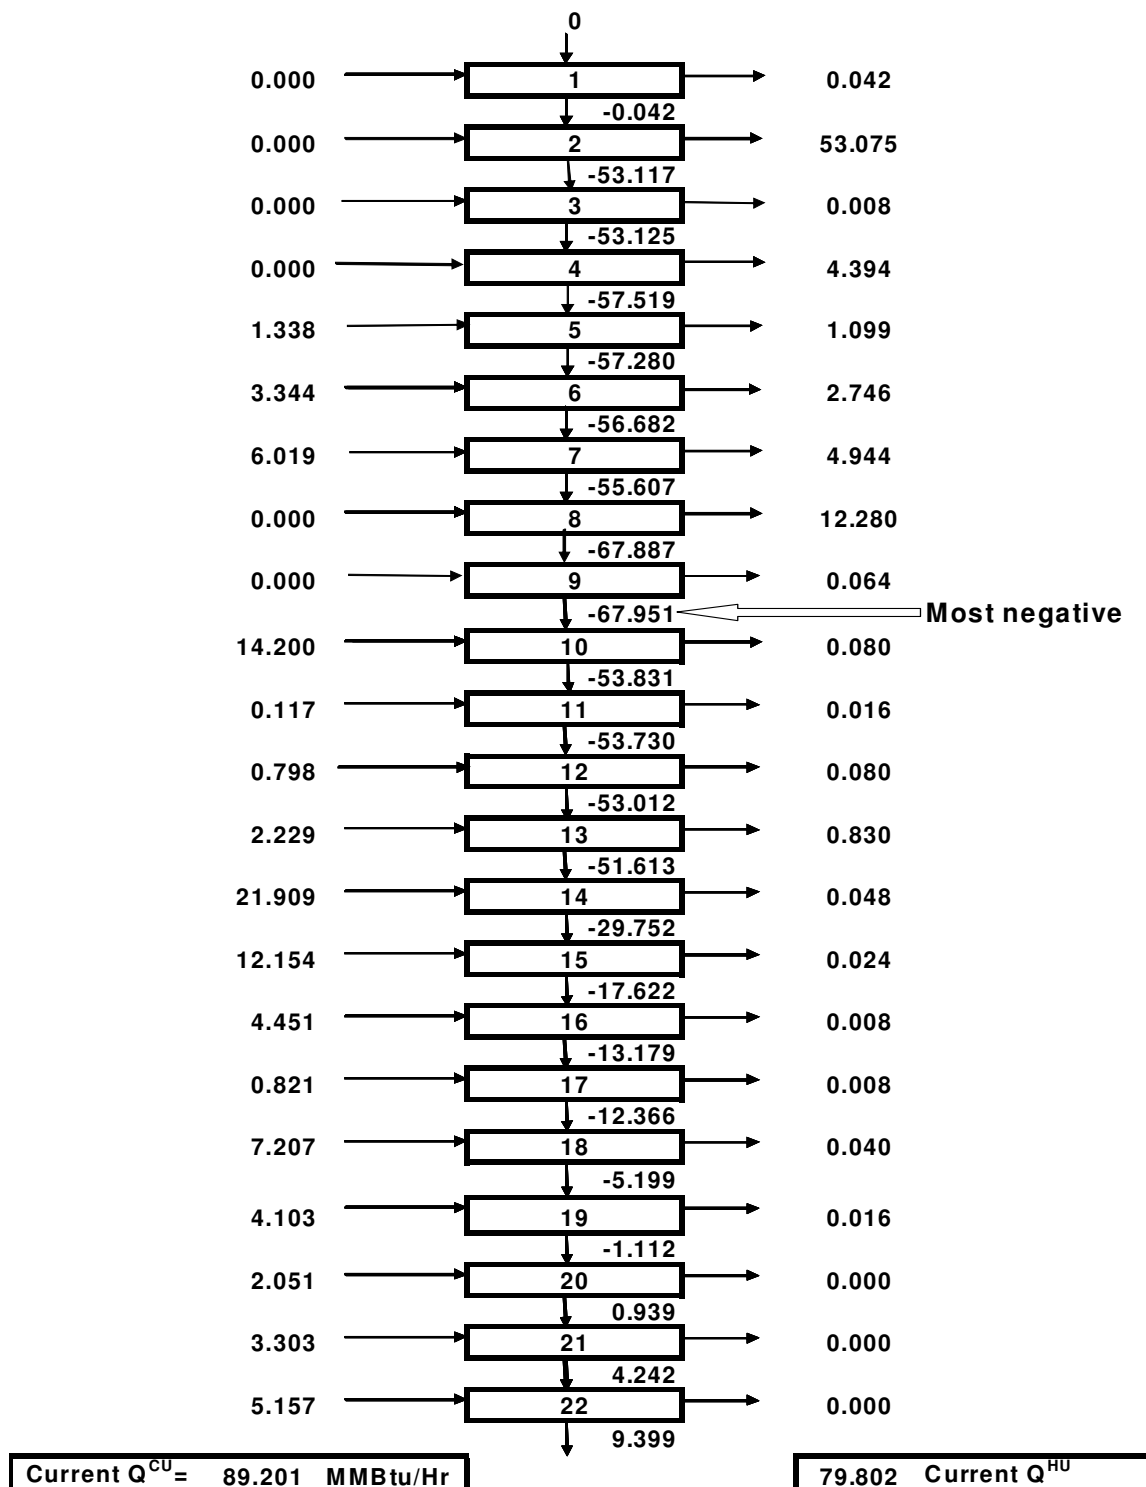 0
0.000 1 0.042
-0.042
0.000 2 53.075
-53.117
0.000 3 0.008
-53.125
0.000 4 4.394
-57.519
1.338 5 1.099
-57.280
3.344 6 2.746
-56.682
6.019 7 4.944
-55.607
0.000 8 12.280
-67.887
0.000 9 0.064
-67.951 Most negative
14.200 10 0.080
-53.831
0.117 11 0.016
-53.730
0.798 12 0.080
-53.012
2.229 13 0.830
-51.613
21.909 14 0.048
-29.752
12.154 15 0.024
-17.622
4.451 16 0.008
-13.179
0.821 17 0.008
-12.366
7.207 18 0.040
-5.199
4.103 19 0.016
-1.112
2.051 20 0.000
0.939
3.303 21 0.000
4.242
5.157 22 0.000
9.399
Current Q^CU= 89.201 MMBtu/Hr 79.802 Current Q^HU